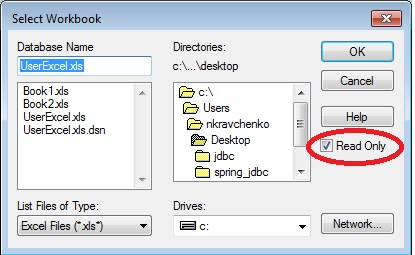 Select Workbook
Database Name
UserExcel.xls
Book1.xls
Book2.xls
UserExcel.xls
UserExcel.xls.dsn
List Files of Type:
Excel Files (*.xls*)
Directories:
c:\...\desktop
c:\
Users
nkravchenko
Desktop
jdbc
spring_jdbc
Drives:
c:
OK
Cancel
Help
Read Only
Network...